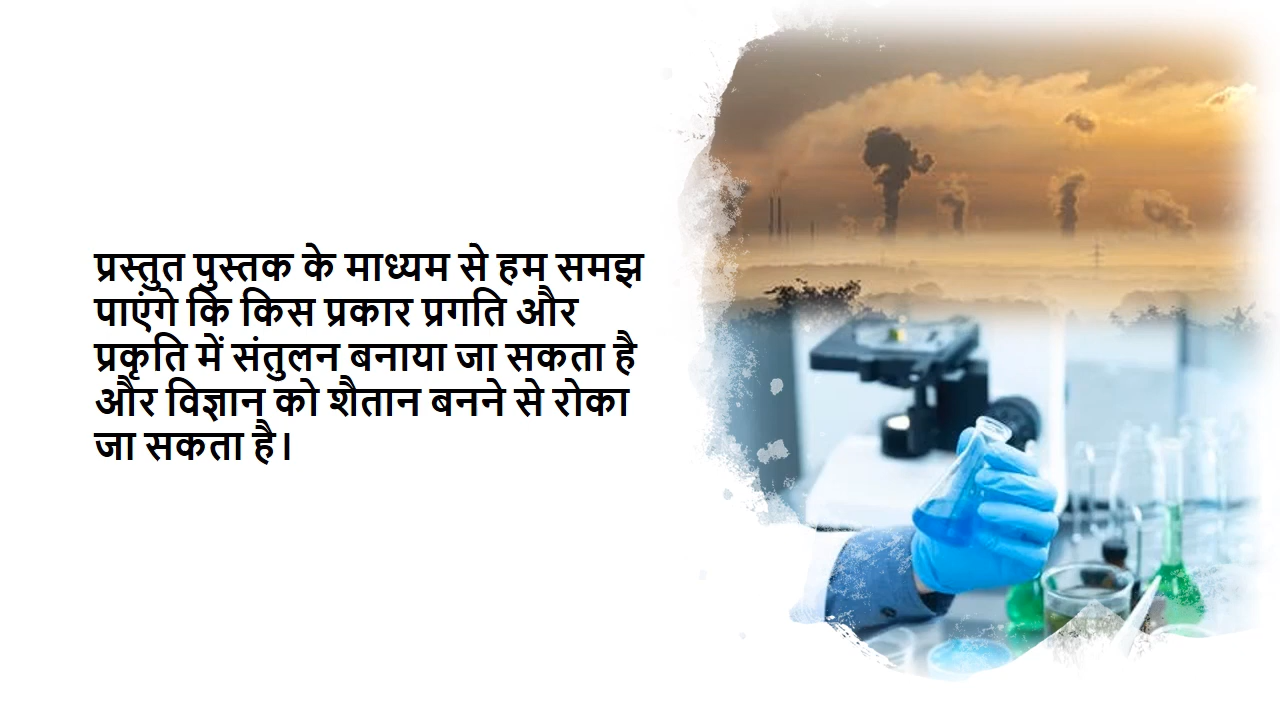 प्रस्तुत पुस्तक के माध्यम से हम समझ
पाएंगे कि किस प्रकार प्रगति और
प्रकृति में संतुलन बनाया जा सकता है
और विज्ञान को शैतान बनने से रोका
जा सकता है।